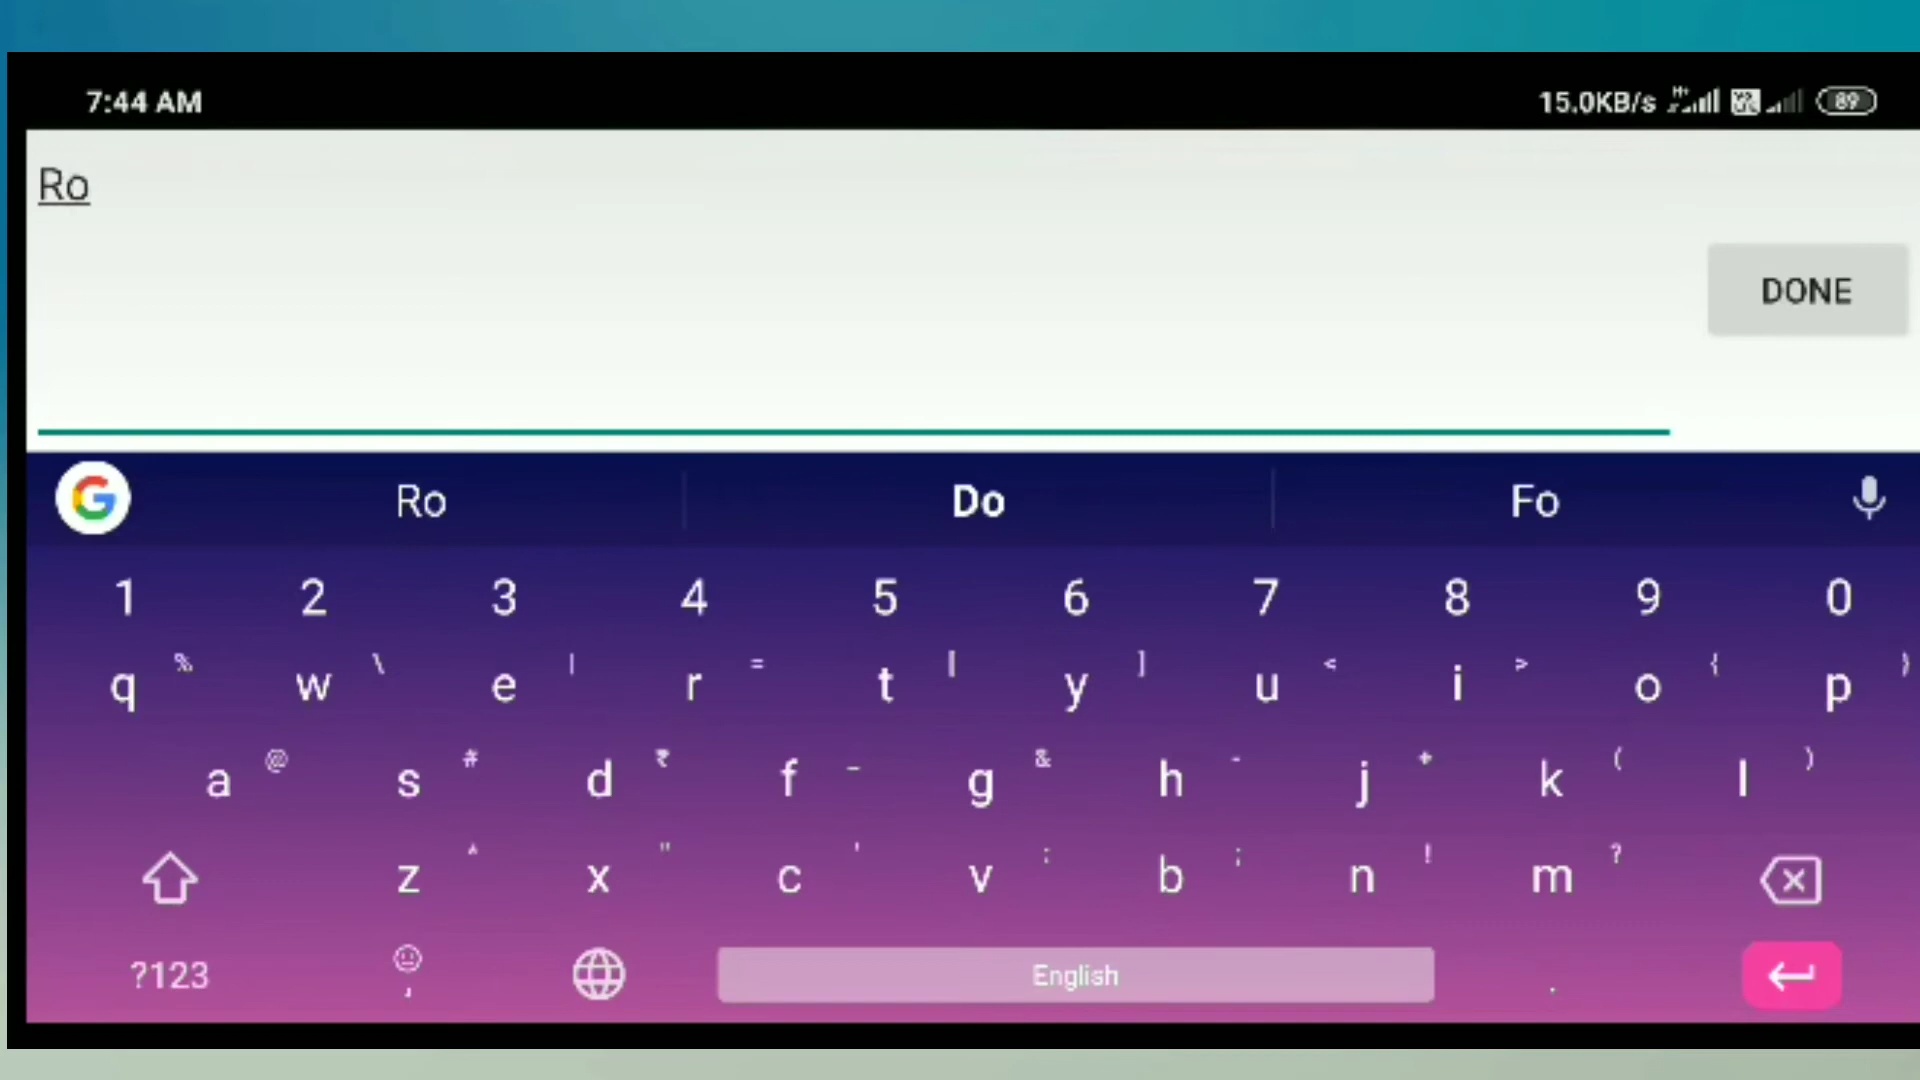 7:44 AM 15.0KB/s 89
Ro
DONE
Ro Do Fo
1 2 3 4 5 6 7 8 9 0
q % w \ e | r = t [ y ] u < i > o { p }
a @ s # d ₹ f _ g & h - j + k ( l )
z * x " c ' v : b ; n ! m ?
?123 , English .